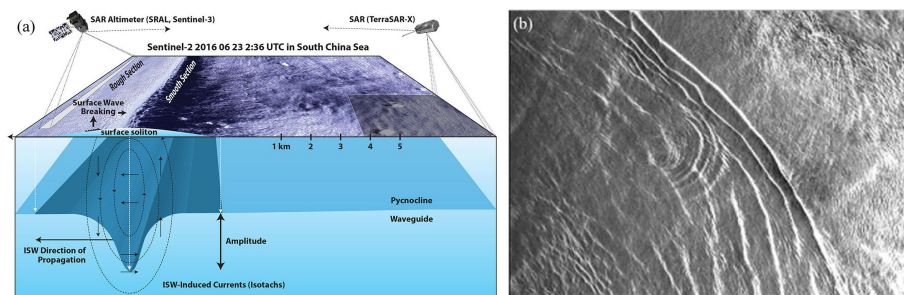 (a)
SAR Altimeter (SRAL, Sentinel-3)
SAR (TerraSAR-X)
Sentinel-2 2016 06 23 2:36 UTC in South China Sea
Rough Section
Smooth Section
Surface Wave
Breaking
surface soliton
1 km 2 3 4 5
Pycnocline
Waveguide
Amplitude
ISW Direction of
Propagation
ISW-Induced Currents (Isotachs)
(b)